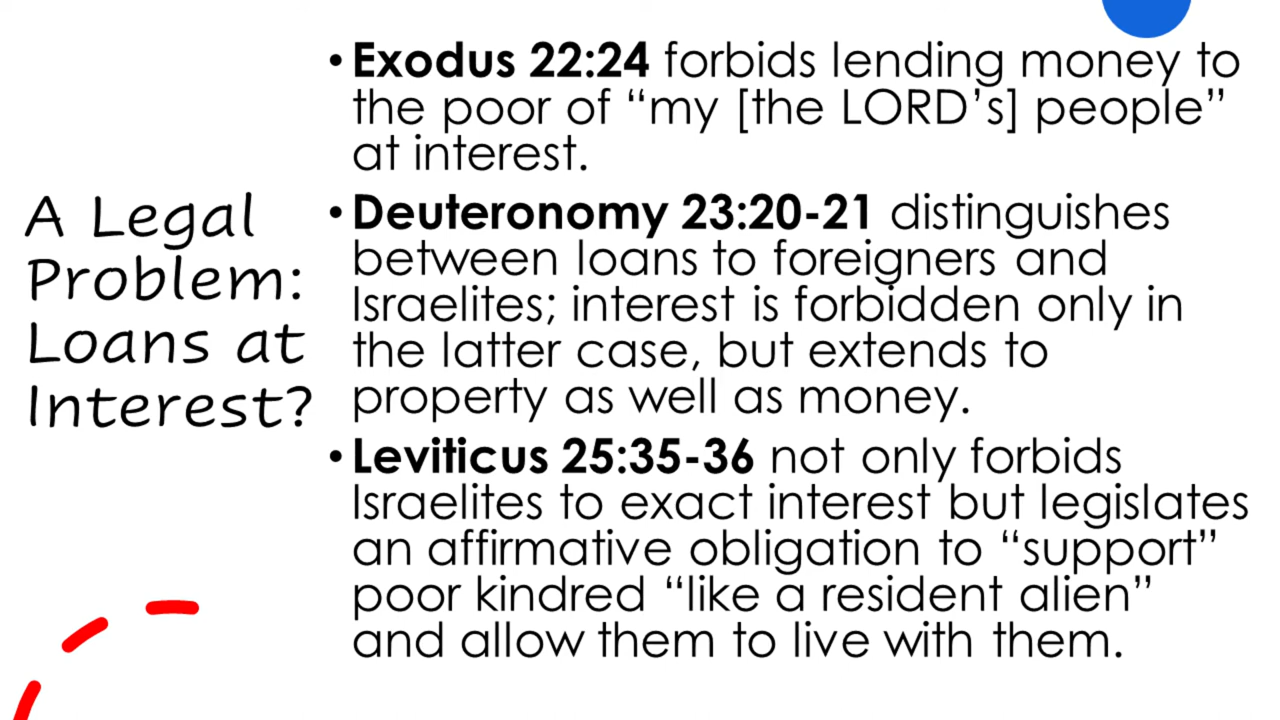 A Legal
Problem:
Loans at
Interest?
• Exodus 22:24 forbids lending money to
the poor of “my [the LORD’s] people”
at interest.
• Deuteronomy 23:20-21 distinguishes
between loans to foreigners and
Israelites; interest is forbidden only in
the latter case, but extends to
property as well as money.
• Leviticus 25:35-36 not only forbids
Israelites to exact interest but legislates
an affirmative obligation to “support”
poor kindred “like a resident alien”
and allow them to live with them.